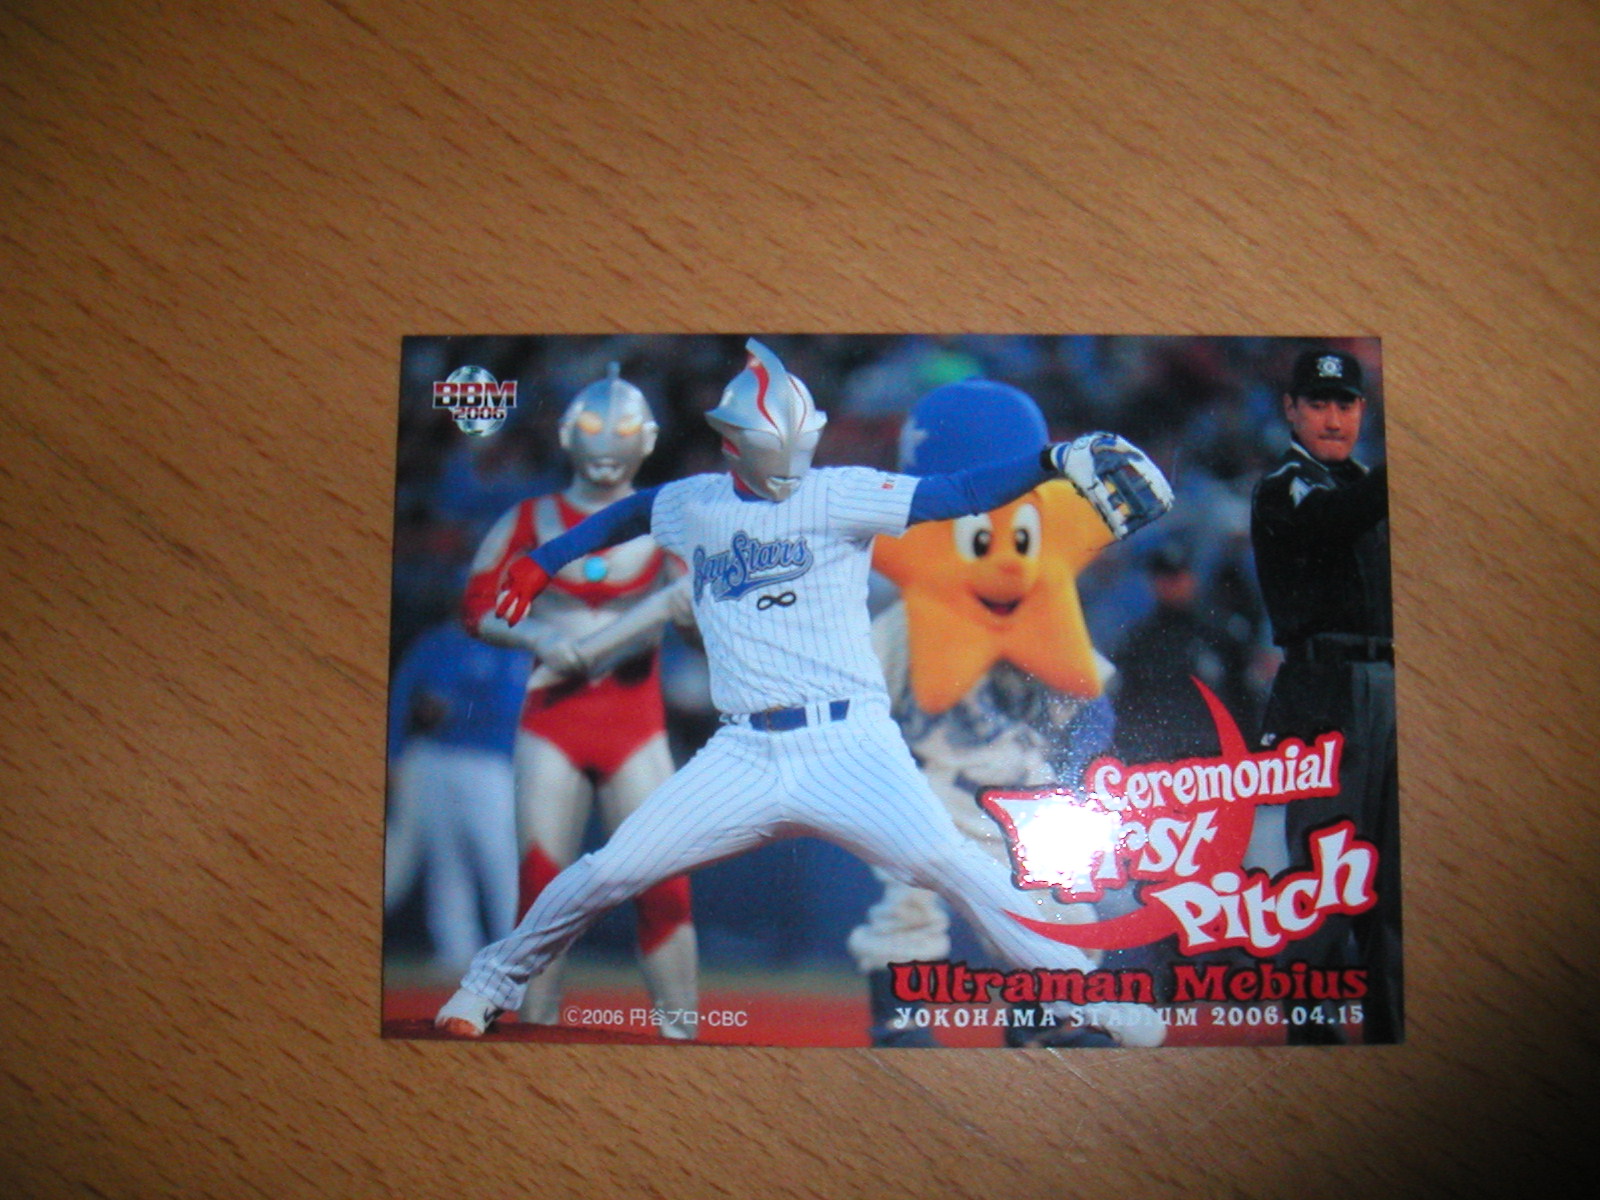 BBM
2006
BayStars
∞
Ceremonial
First
Pitch
Ultraman Mebius
YOKOHAMA STADIUM 2006.04.15
©2006 円谷プロ・CBC